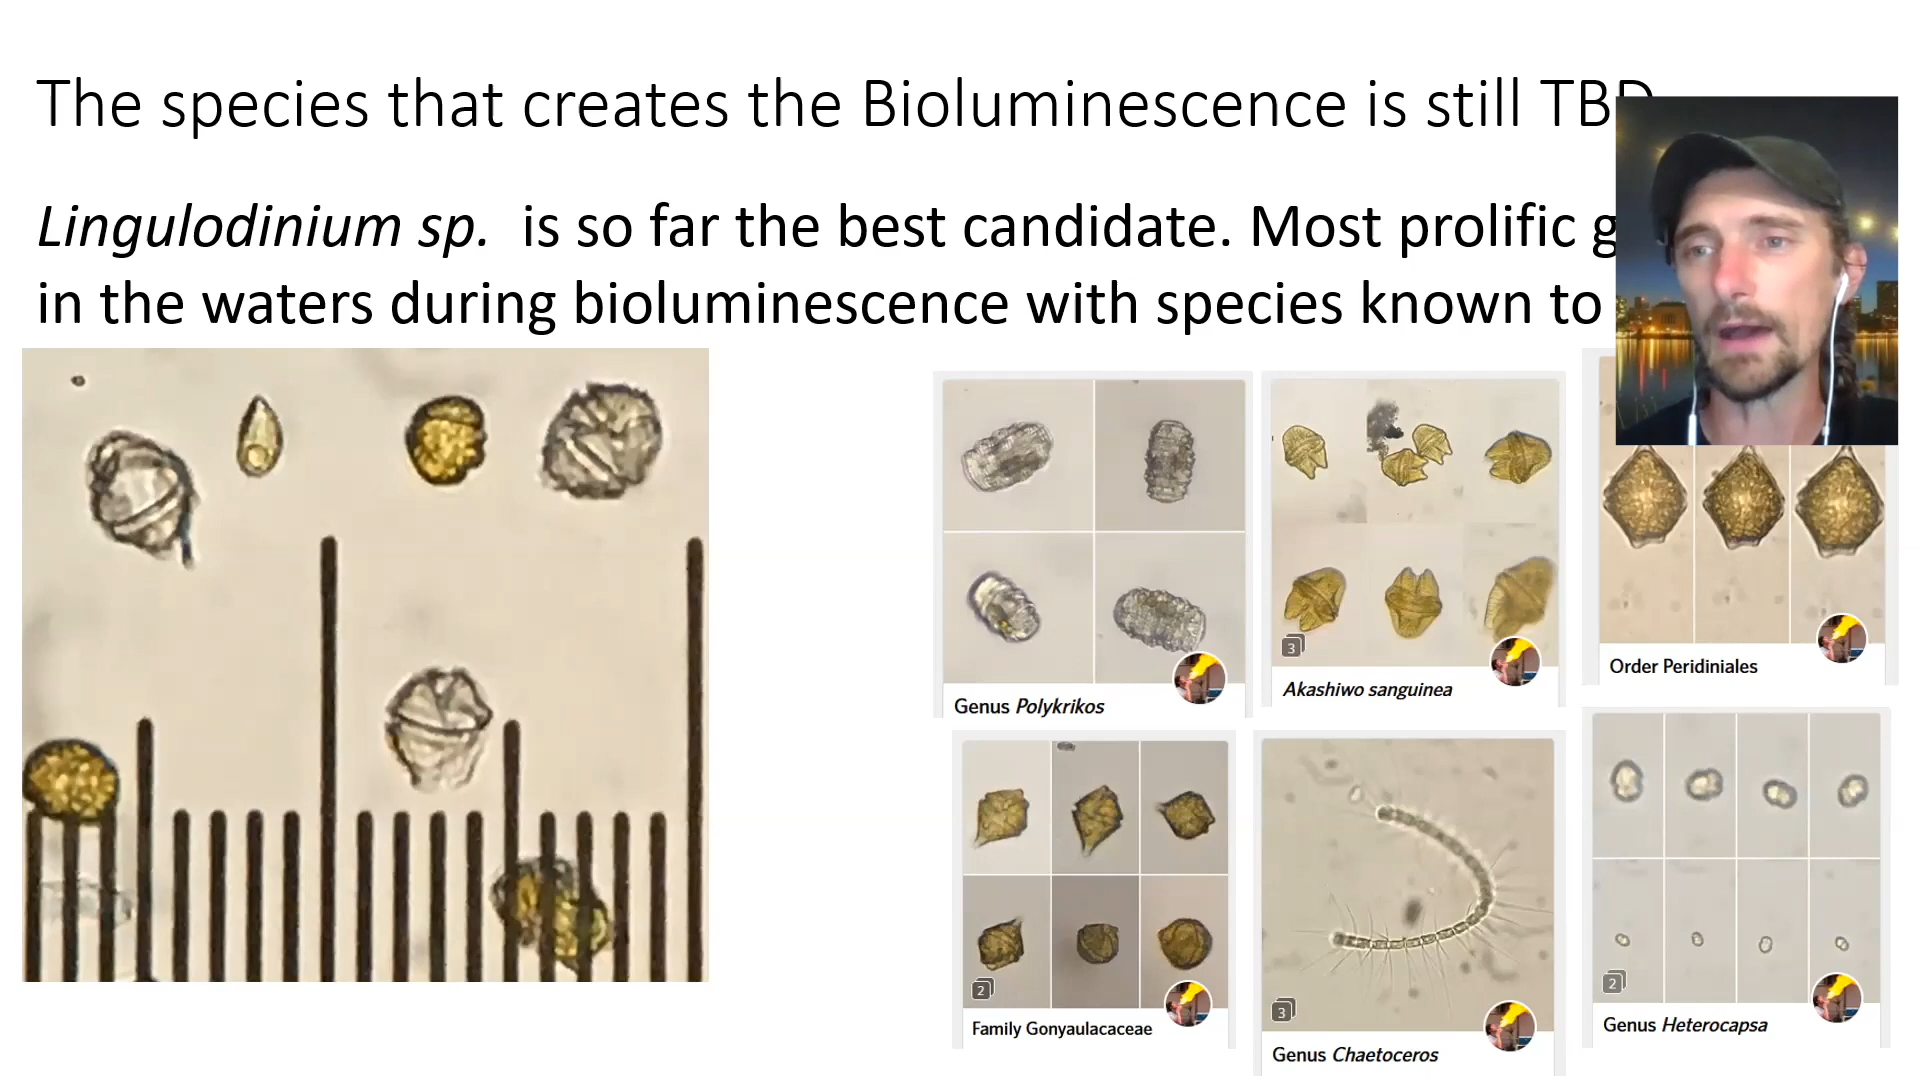 The species that creates the Bioluminescence is still TBD
Lingulodinium sp. is so far the best candidate. Most prolific
in the waters during bioluminescence with species known to
Genus Polykrikos
3
Akashiwo sanguinea
Order Peridiniales
2
Family Gonyaulacaceae
3
Genus Chaetoceros
2
Genus Heterocapsa